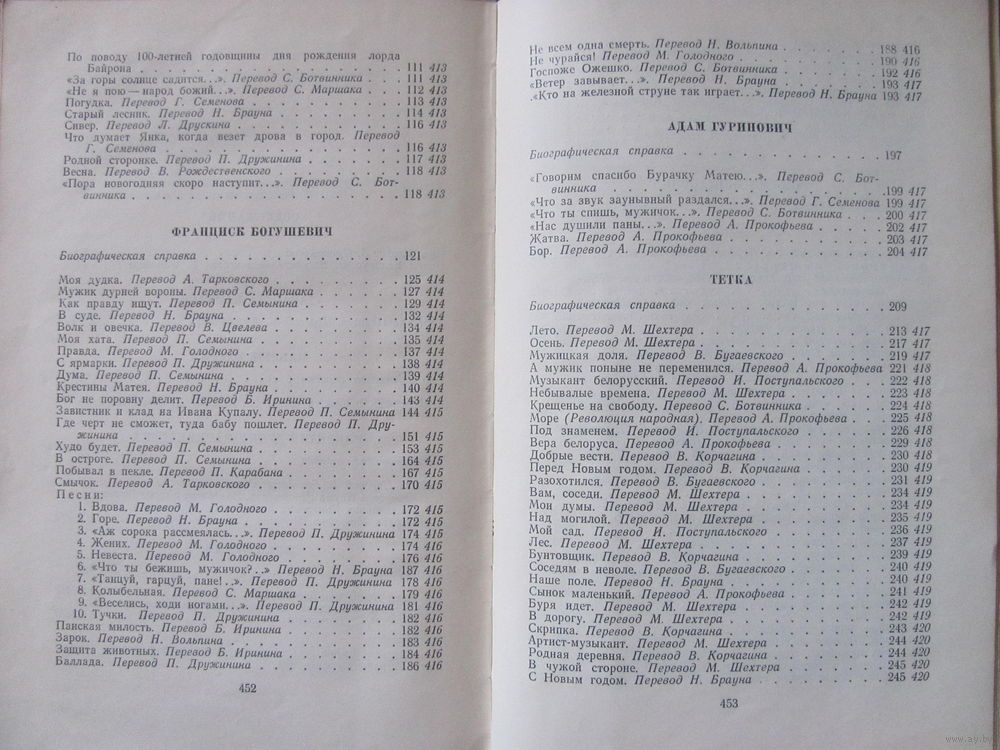 По поводу 100-летней годовщины дня рождения лорда
Байрона . . . . . . . . . . . . . . . . . . 111 413
«За горы солнце садятся...». Перевод С. Ботвинника . . . 111 413
«Не я пою — народ божий...». Перевод С. Маршака . . . 112 413
Погудка. Перевод Г. Семенова . . . . . . . . . . 113 413
Старый лесник. Перевод Н. Брауна . . . . . . . . 114 413
Сивер. Перевод Л. Друскина . . . . . . . . . . . 116 413
Что думает Янка, когда везет дрова в город. Перевод
Г. Семенова . . . . . . . . . . . . . . . . . 116 413
Родной сторонке. Перевод П. Дружинина . . . . . . . 117 413
Весна. Перевод В. Рождественского . . . . . . . . 118 413
«Пора новогодняя скоро наступит...». Перевод С. Бот-
винника . . . . . . . . . . . . . . . . . . . 118 413
ФРАНЦИСК БОГУШЕВИЧ
Биографическая справка . . . . . . . . . . . . . 121
Моя дудка. Перевод А. Тарковского . . . . . . . . 125 414
Мужик дурней вороны. Перевод С. Маршака . . . . . . 127 414
Как правду ищут. Перевод П. Семынина . . . . . . . 129 414
В суде. Перевод Н. Брауна . . . . . . . . . . . 132 414
Волк и овечка. Перевод В. Цвелева . . . . . . . . 134 414
Моя хата. Перевод П. Семынина . . . . . . . . . . 135 414
Правда. Перевод М. Голодного . . . . . . . . . . 137 414
С ярмарки. Перевод П. Дружинина . . . . . . . . . 138 414
Дума. Перевод П. Семынина . . . . . . . . . . . 139 414
Крестины Матея. Перевод Н. Брауна . . . . . . . . 140 414
Бог не поровну делит. Перевод Б. Иринина . . . . . . 143 414
Завистник и клад на Ивана Купалу. Перевод П. Семынина 144 415
Где черт не сможет, туда бабу пошлет. Перевод П. Дру-
жинина . . . . . . . . . . . . . . . . . . . 151 415
Худо будет. Перевод П. Семынина . . . . . . . . . 153 415
В остроге. Перевод П. Семынина . . . . . . . . . 164 415
Побывал в пекле. Перевод П. Карабана . . . . . . . 167 415
Смычок. Перевод А. Тарковского . . . . . . . . . 170 415
Песни:
1. Вдова. Перевод М. Голодного . . . . . . . . . 172 415
2. Горе. Перевод Н. Брауна . . . . . . . . . . 172 415
3. «Аж сорока рассмеялась...». Перевод П. Дружинина 174 415
4. Жених. Перевод М. Голодного . . . . . . . . 174 416
5. Невеста. Перевод М. Голодного . . . . . . . . 176 416
6. «Что ты бежишь, мужичок?..» Перевод Н. Брауна 187 416
7. «Танцуй, гарцуй, пане!..». Перевод П. Дружинина 178 416
8. Колыбельная. Перевод С. Маршака . . . . . . . 179 416
9. «Веселись, ходи ногами...». Перевод П. Дружинина 181 416
10. Тучки. Перевод П. Дружинина . . . . . . . . 182 416
Панская милость. Перевод Б. Иринина . . . . . . . 182 416
Зарок. Перевод Н. Вольпина . . . . . . . . . . . 183 416
Защита животных. Перевод Б. Иринина . . . . . . . 184 416
Баллада. Перевод П. Дружинина . . . . . . . . . . 186 416
452
Не всем одна смерть. Перевод Н. Вольпина . . . . . . 188 416
Не чурайся! Перевод М. Голодного . . . . . . . . . 190 416
Госпоже Ожешко. Перевод С. Ботвинника . . . . . . . 192 416
«Ветер завывает...». Перевод Н. Брауна . . . . . . . 193 417
«Кто на железной струне так играет...». Перевод Н. Брауна 193 417
АДАМ ГУРИНОВИЧ
Биографическая справка . . . . . . . . . . . . . 197
«Говорим спасибо Бурачку Матею...». Перевод С. Бот-
винника . . . . . . . . . . . . . . . . . . . 199 417
«Что за звук заунывный раздался...». Перевод Г. Семенова 199 417
«Что ты спишь, мужичок...». Перевод С. Ботвинника . . . 200 417
«Нас душили паны...». Перевод А. Прокофьева . . . . . 202 417
Жатва. Перевод А. Прокофьева . . . . . . . . . . 203 417
Бор. Перевод А. Прокофьева . . . . . . . . . . . 204 417
ТЕТКА
Биографическая справка . . . . . . . . . . . . . 209
Лето. Перевод М. Шехтера . . . . . . . . . . . . 213 417
Осень. Перевод М. Шехтера . . . . . . . . . . . 217 417
Мужицкая доля. Перевод В. Бугаевского . . . . . . . 219 417
А мужик поныне не переменился. Перевод А. Прокофьева 221 418
Музыкант белорусский. Перевод И. Поступальского . . . 222 418
Небывалые времена. Перевод М. Шехтера . . . . . . . 223 418
Крещенье на свободу. Перевод С. Ботвинника . . . . . 224 418
Море (Революция народная). Перевод А. Прокофьева . . . 225 418
Под знаменем. Перевод И. Поступальского . . . . . . 226 418
Вера белоруса. Перевод А. Прокофьева . . . . . . . 229 418
Добрые вести. Перевод В. Корчагина . . . . . . . . 230 418
Перед Новым годом. Перевод В. Корчагина . . . . . . 230 419
Разохотился. Перевод В. Бугаевского . . . . . . . . 231 419
Вам, соседи. Перевод М. Шехтера . . . . . . . . . 234 419
Мои думы. Перевод М. Шехтера . . . . . . . . . . 234 419
Над могилой. Перевод М. Шехтера . . . . . . . . . 235 419
Мой сад. Перевод И. Поступальского . . . . . . . . 236 419
Лес. Перевод М. Шехтера . . . . . . . . . . . . 237 419
Бунтовщик. Перевод В. Корчагина . . . . . . . . . 239 419
Соседям в неволе. Перевод В. Бугаевского . . . . . . 240 419
Наше поле. Перевод Н. Брауна . . . . . . . . . . 240 419
Сынок маленький. Перевод А. Прокофьева . . . . . . . 241 419
Буря идет. Перевод М. Шехтера . . . . . . . . . . 242 419
В дорогу. Перевод М. Шехтера . . . . . . . . . . 242 419
Скрипка. Перевод В. Корчагина . . . . . . . . . . 243 420
Артист-музыкант. Перевод М. Шехтера . . . . . . . . 244 420
Родная деревня. Перевод В. Корчагина . . . . . . . 244 420
В чужой стороне. Перевод М. Шехтера . . . . . . . . 245 420
С Новым годом. Перевод Н. Брауна . . . . . . . . . 245 420
453
www.ay.by